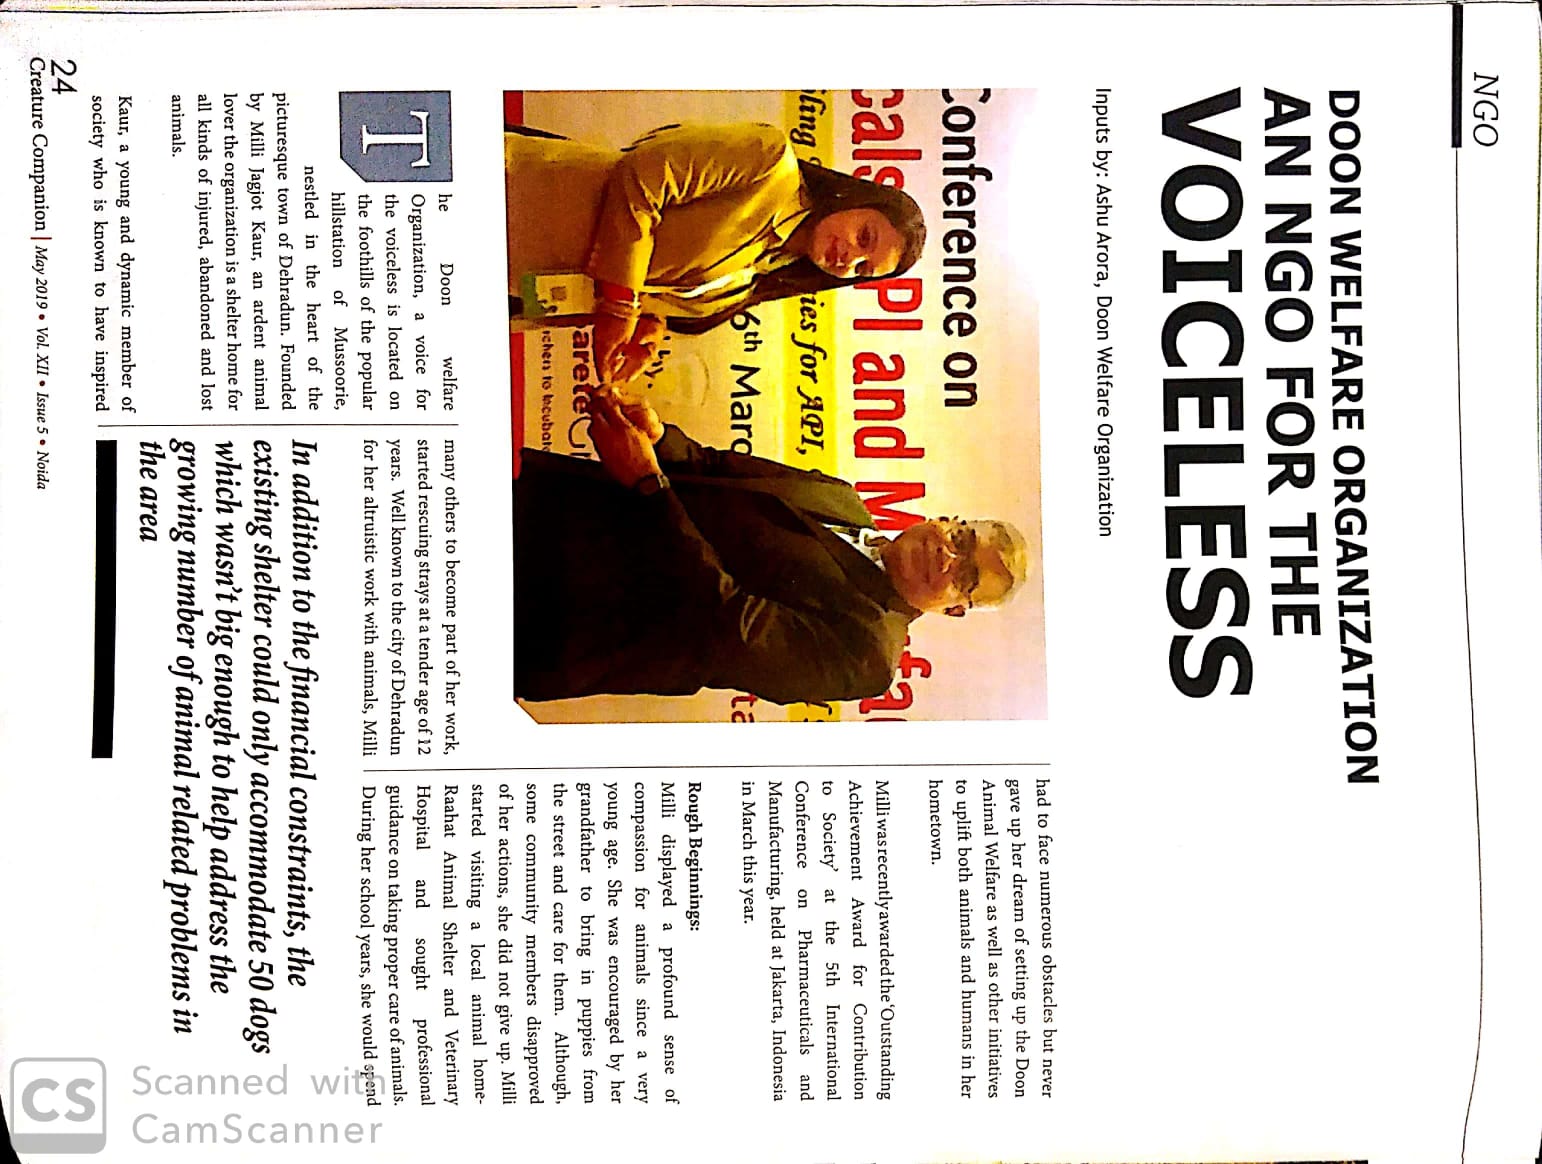 NGO
DOON WELFARE ORGANIZATION
AN NGO FOR THE
VOICELESS
Inputs by: Ashu Arora, Doon Welfare Organization
Conference on
cals API and M fac
ling ies for API,
6th Marc ta
by.
arete
rchers to Incubat
The Doon welfare
Organization, a voice for
the voiceless is located on
the foothills of the popular
hillstation of Mussoorie,
nestled in the heart of the
picturesque town of Dehradun. Founded
by Milli Jagjot Kaur, an ardent animal
lover the organization is a shelter home for
all kinds of injured, abandoned and lost
animals.
Kaur, a young and dynamic member of
society who is known to have inspired
many others to become part of her work,
started rescuing strays at a tender age of 12
years. Well known to the city of Dehradun
for her altruistic work with animals, Milli
had to face numerous obstacles but never
gave up her dream of setting up the Doon
Animal Welfare as well as other initiatives
to uplift both animals and humans in her
hometown.
Milli was recently awarded the 'Outstanding
Achievement Award for Contribution
to Society' at the 5th International
Conference on Pharmaceuticals and
Manufacturing, held at Jakarta, Indonesia
in March this year.
Rough Beginnings:
Milli displayed a profound sense of
compassion for animals since a very
young age. She was encouraged by her
grandfather to bring in puppies from
the street and care for them. Although,
some community members disapproved
of her actions, she did not give up. Milli
started visiting a local animal home-
Raahat Animal Shelter and Veterinary
Hospital and sought professional
guidance on taking proper care of animals.
During her school years, she would spend
In addition to the financial constraints, the
existing shelter could only accommodate 50 dogs
which wasn't big enough to help address the
growing number of animal related problems in
the area
24
Creature Companion | May 2019 • Vol. XII • Issue 5 • Noida
CS
Scanned with
CamScanner